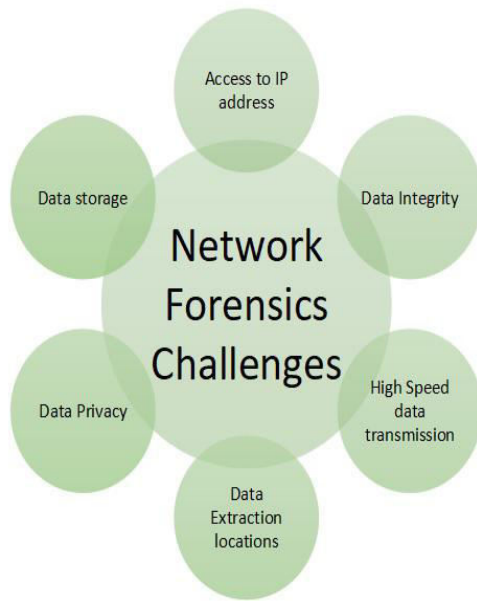 Access to IP
address
Data storage
Data Integrity
Network
Forensics
Challenges
Data Privacy
High Speed
data
transmission
Data
Extraction
locations